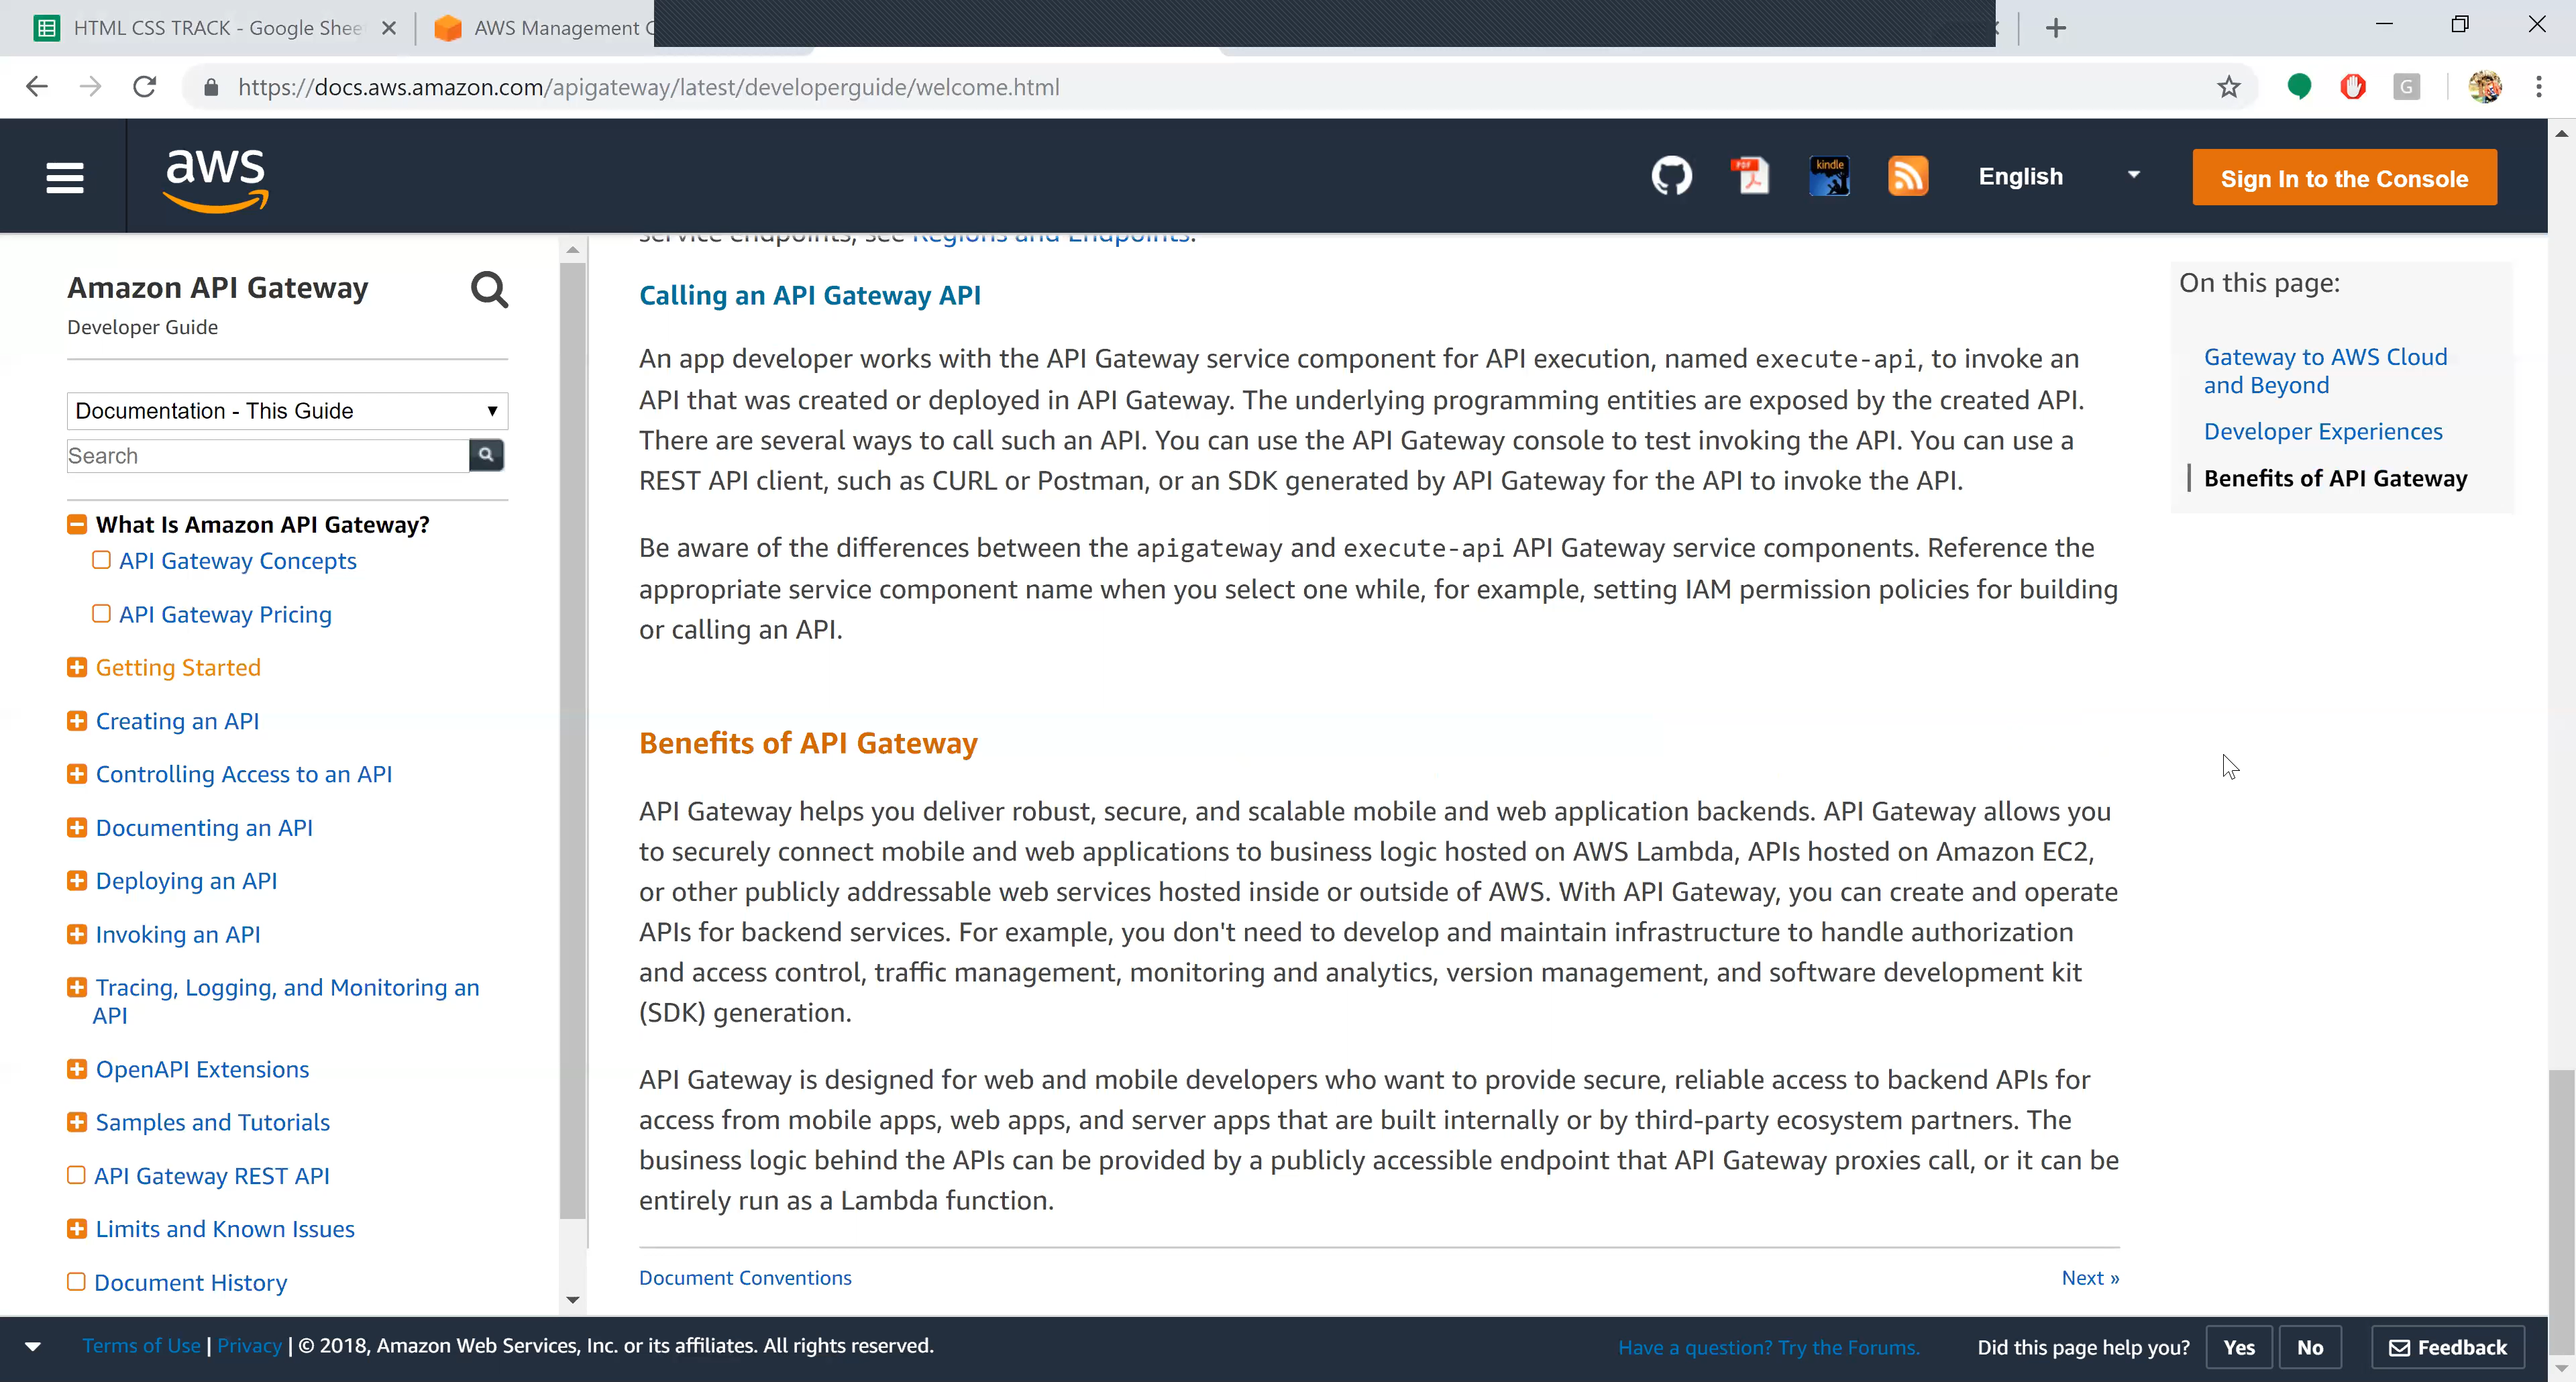 HTML CSS TRACK - Google Shee
AWS Management
https://docs.aws.amazon.com/apigateway/latest/developerguide/welcome.html
G
aws
PDF
kindle
English
Sign In to the Console
Amazon API Gateway
Developer Guide
Documentation - This Guide
Search
What Is Amazon API Gateway?
API Gateway Concepts
API Gateway Pricing
Getting Started
Creating an API
Controlling Access to an API
Documenting an API
Deploying an API
Invoking an API
Tracing, Logging, and Monitoring an
API
OpenAPI Extensions
Samples and Tutorials
API Gateway REST API
Limits and Known Issues
Document History
service endpoints, see Regions and Endpoints.
Calling an API Gateway API
An app developer works with the API Gateway service component for API execution, named execute-api, to invoke an
API that was created or deployed in API Gateway. The underlying programming entities are exposed by the created API.
There are several ways to call such an API. You can use the API Gateway console to test invoking the API. You can use a
REST API client, such as CURL or Postman, or an SDK generated by API Gateway for the API to invoke the API.
Be aware of the differences between the apigateway and execute-api API Gateway service components. Reference the
appropriate service component name when you select one while, for example, setting IAM permission policies for building
or calling an API.
Benefits of API Gateway
API Gateway helps you deliver robust, secure, and scalable mobile and web application backends. API Gateway allows you
to securely connect mobile and web applications to business logic hosted on AWS Lambda, APIs hosted on Amazon EC2,
or other publicly addressable web services hosted inside or outside of AWS. With API Gateway, you can create and operate
APIs for backend services. For example, you don't need to develop and maintain infrastructure to handle authorization
and access control, traffic management, monitoring and analytics, version management, and software development kit
(SDK) generation.
API Gateway is designed for web and mobile developers who want to provide secure, reliable access to backend APIs for
access from mobile apps, web apps, and server apps that are built internally or by third-party ecosystem partners. The
business logic behind the APIs can be provided by a publicly accessible endpoint that API Gateway proxies call, or it can be
entirely run as a Lambda function.
Document Conventions
Next »
On this page:
Gateway to AWS Cloud
and Beyond
Developer Experiences
Benefits of API Gateway
Terms of Use | Privacy | © 2018, Amazon Web Services, Inc. or its affiliates. All rights reserved.
Have a question? Try the Forums.
Did this page help you?
Yes
No
Feedback